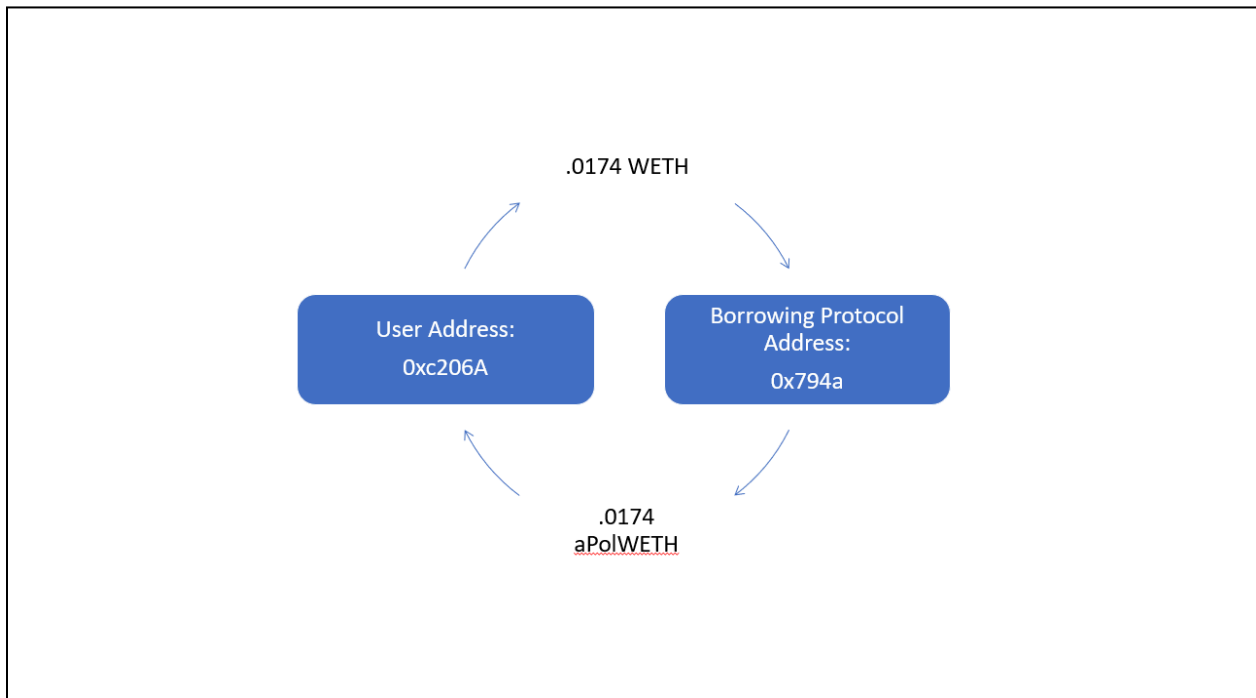 .0174 WETH
User Address:
0xc206A
Borrowing Protocol
Address:
0x794a
.0174
aPolWETH